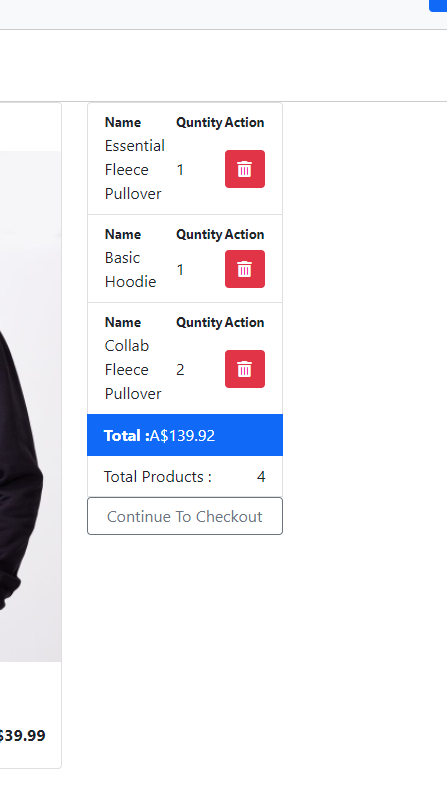 Name Quntity Action
Essential
Fleece
Pullover
1
Name Quntity Action
Basic
Hoodie
1
Name Quntity Action
Collab
Fleece
Pullover
2
Total :A$139.92
Total Products : 4
Continue To Checkout
$39.99